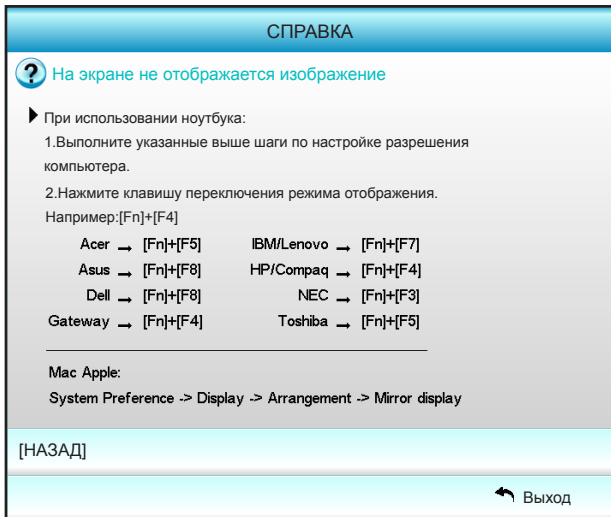 СПРАВКА
? На экране не отображается изображение
При использовании ноутбука:
1.Выполните указанные выше шаги по настройке разрешения
компьютера.
2.Нажмите клавишу переключения режима отображения.
Например:[Fn]+[F4]
Acer → [Fn]+[F5] IBM/Lenovo → [Fn]+[F7]
Asus → [Fn]+[F8] HP/Compaq → [Fn]+[F4]
Dell → [Fn]+[F8] NEC → [Fn]+[F3]
Gateway → [Fn]+[F4] Toshiba → [Fn]+[F5]
Mac Apple:
System Preference -> Display -> Arrangement -> Mirror display
[НАЗАД]
Выход